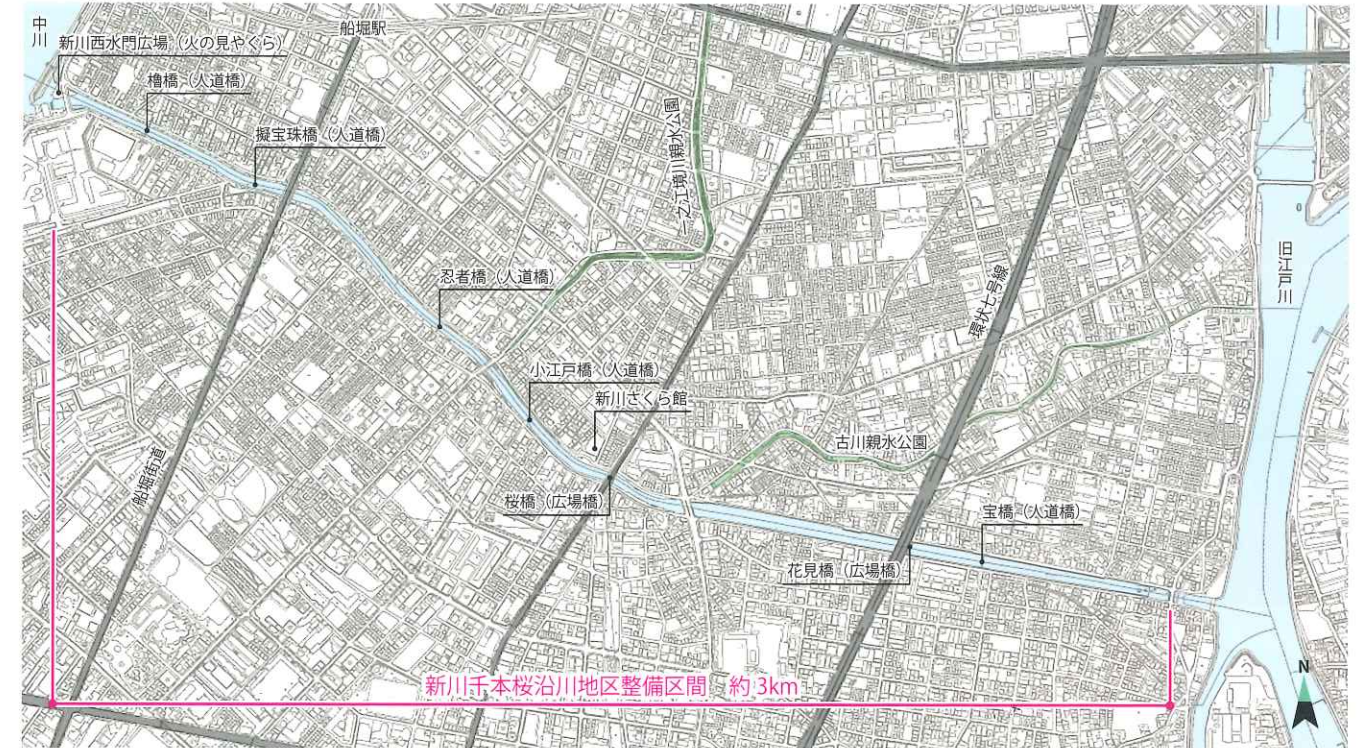 中川
船堀駅
新川西水門広場（火の見やぐら）
櫓橋（人道橋）
擬宝珠橋（人道橋）
一之江境川親水公園
旧江戸川
忍者橋（人道橋）
環状七号線
小江戸橋（人道橋）
新川さくら館
古川親水公園
船堀街道
桜橋（広場橋）
宝橋（人道橋）
花見橋（広場橋）
新川千本桜沿川地区整備区間　約 3km
N